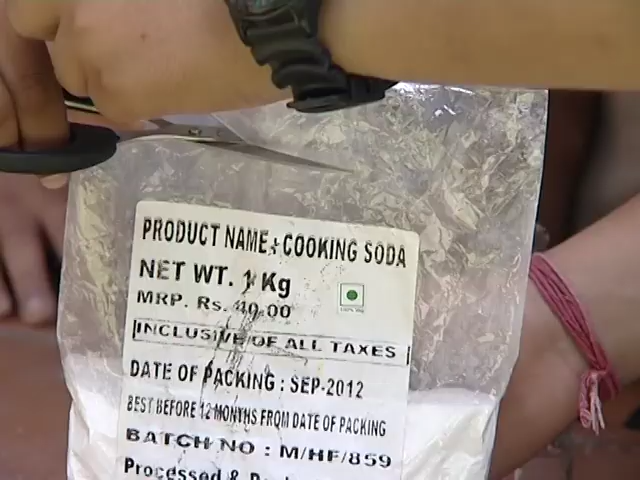 PRODUCT NAME : COOKING SODA
NET WT. 1 Kg
MRP. Rs. 40.00
INCLUSIVE OF ALL TAXES
DATE OF PACKING : SEP-2012
BEST BEFORE 12 MONTHS FROM DATE OF PACKING
BATCH NO : M/HF/859
Processed &